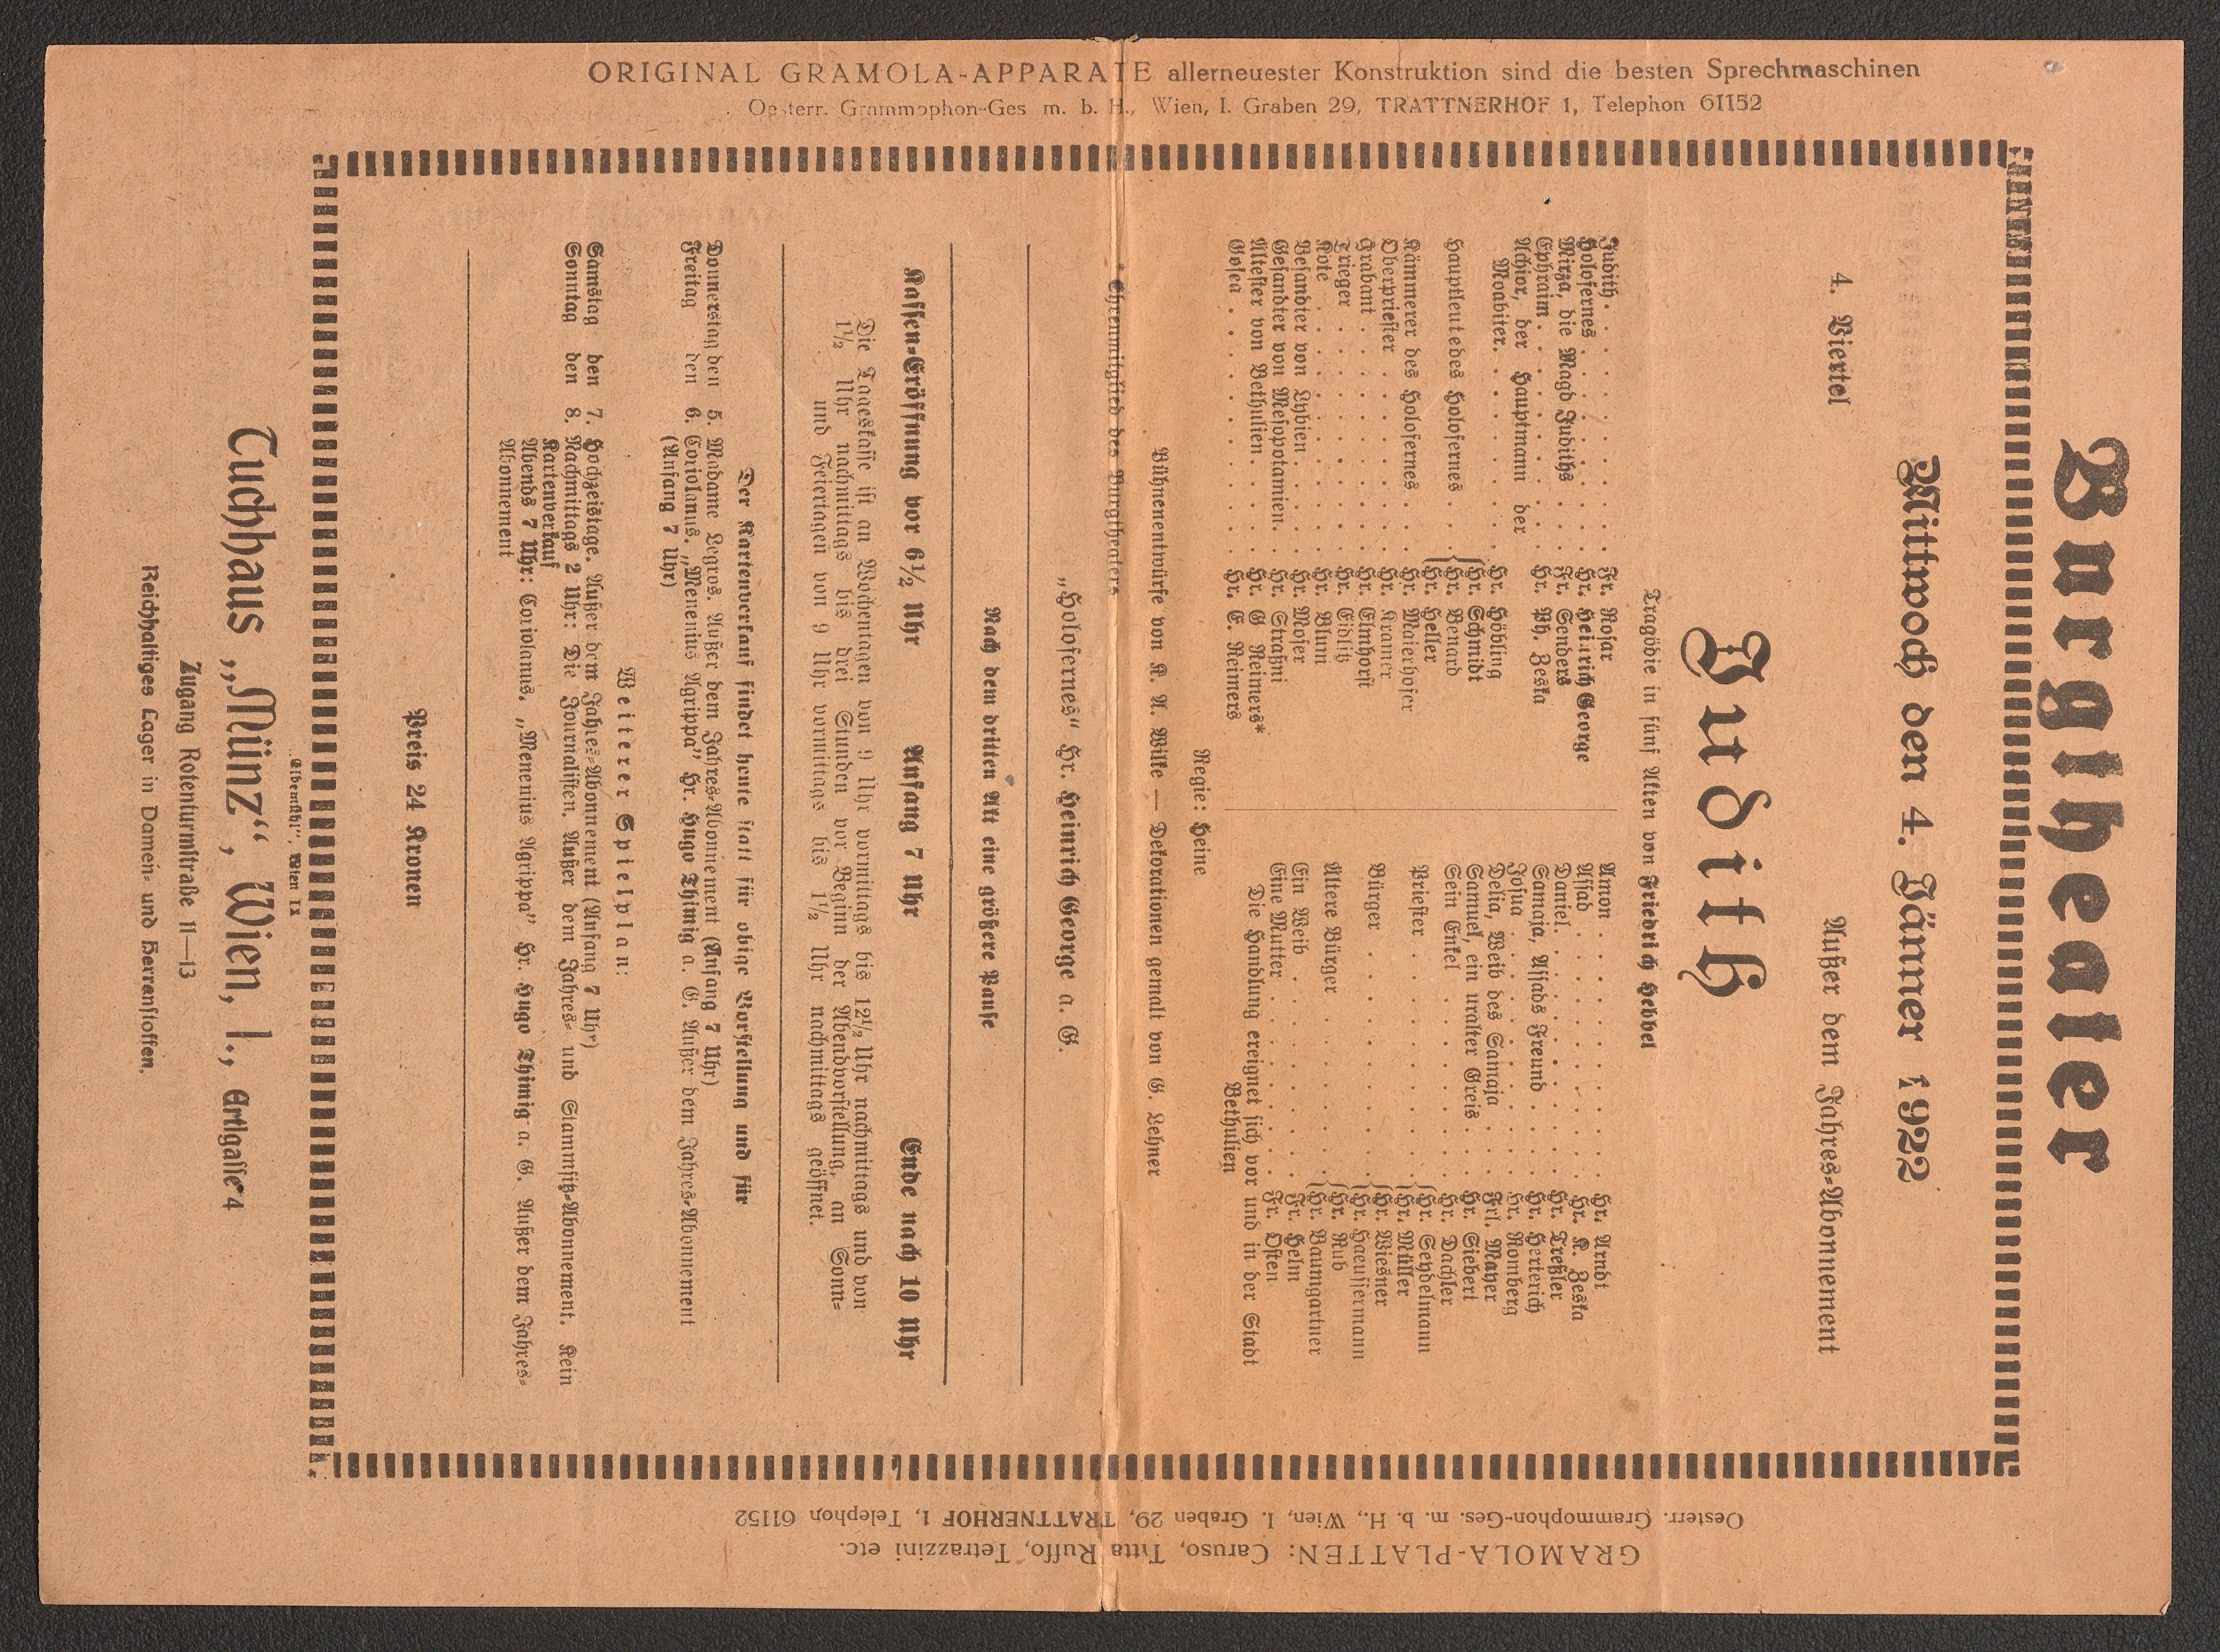 Burgtheater
Mittwoch den 4. Jänner 1922
4. Viertel
Außer dem Jahres-Abonnement
Judith
Tragödie in fünf Akten von Friedrich Hebbel
Judith . . . Fr. Rosar
Holofernes . . . Hr. Heinrich George
Mirza, die Magd Judiths . . . Fr. Senders
Ephraim . . . Hr. Ph. Zeska
Achior, der Hauptmann der
Moabiter . . . Hr. Höbling
Hauptleute des Holofernes . . . Hr. Schmidt
Hr. Benard
Hr. Heller
Kämmerer des Holofernes . . . Hr. Maierhofer
Oberpriester . . . Hr. Kramer
Trabant . . . Hr. Elmhorst
Krieger . . . Hr. Eidlitz
Bote . . . Hr. Blum
Gesandter von Lybien . . . Hr. Moser
Gesandter von Mesopotamien . . . Hr. Straßni
Ältester von Bethulien . . . Hr. G Reimers*
Hosea . . . Hr. E. Reimers
Amon . . . Hr. Arndt
Assad . . . Hr. K. Zeska
Daniel . . . Hr. Treßler
Samaja, Assads Freund . . . Hr. Herterich
Josua . . . Hr. Romberg
Delia, Weib des Samaja . . . Frl. Mayer
Samuel, ein uralter Greis . . . Hr. Siebert
Sein Enkel . . . Hr. Dachler
Priester . . . Hr. Seydelmann
Hr. Müller
Bürger . . . Hr. Wiesner
Hr. Haeussermann
Ältere Bürger . . . Hr. Rub
Hr. Baumgartner
Ein Weib . . . Fr. Helm
Eine Mutter . . . Fr. Osten
Die Handlung ereignet sich vor und in der Stadt
Bethulien
Regie: Heine
Bühnenentwürfe von K. A. Wilke — Dekorationen gemalt von G. Lehner
* Ehrenmitglied des Burgtheaters
„Holofernes" Hr. Heinrich George a. G.
Nach dem dritten Akt eine größere Pause
Kassen-Eröffnung vor 6½ Uhr Anfang 7 Uhr Ende nach 10 Uhr
Die Tageskasse ist an Wochentagen von 9 Uhr vormittags bis 12½ Uhr nachmittags und von
1½ Uhr nachmittags bis drei Stunden vor Beginn der Abendvorstellung, an Sonn-
und Feiertagen von 9 Uhr vormittags bis 1½ Uhr nachmittags geöffnet.
Der Kartenverkauf findet heute statt für obige Vorstellung und für
Donnerstag den 5. Madame Legros. Außer dem Jahres-Abonnement (Anfang 7 Uhr)
Freitag den 6. Coriolanus. „Menenius Agrippa" Hr. Hugo Thimig a. G. Außer dem Jahres-Abonnement
(Anfang 7 Uhr)
Weiterer Spielplan:
Samstag den 7. Hochzeistage. Außer dem Jahres-Abonnement (Anfang 7 Uhr)
Sonntag den 8. Nachmittags 2 Uhr: Die Journalisten. Außer dem Jahres- und Stammsitz-Abonnement. Kein
Kartenverkauf
Abends 7 Uhr: Coriolanus. „Menenius Agrippa" Hr. Hugo Thimig a. G. Außer dem Jahres-
Abonnement
Preis 24 Kronen
„Elbemühl", Wien IX
Tuchhaus „Münz", Wien, I., Ertlgasse 4
Zugang Rotenturmstraße 11—13
Reichhaltiges Lager in Damen- und Herrenstoffen.
ORIGINAL GRAMOLA-APPARATE allerneuester Konstruktion sind die besten Sprechmaschinen
Oesterr. Grammophon-Ges m. b. H., Wien, I. Graben 29, TRATTNERHOF 1, Telephon 61152
GRAMOLA-PLATTEN: Caruso, Titta Ruffo, Tetrazzini etc.
Oesterr. Grammophon-Ges. m. b. H., Wien, I. Graben 29, TRATTNERHOF 1, Telephon 61152